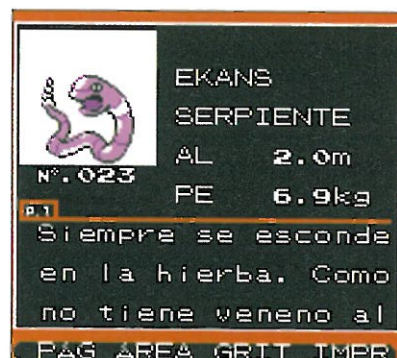 EKANS
SERPIENTE
AL 2.0m
Nº.023
PE 6.9kg
P.1
Siempre se esconde
en la hierba. Como
no tiene veneno al
PAG AREA GRIT IMPR